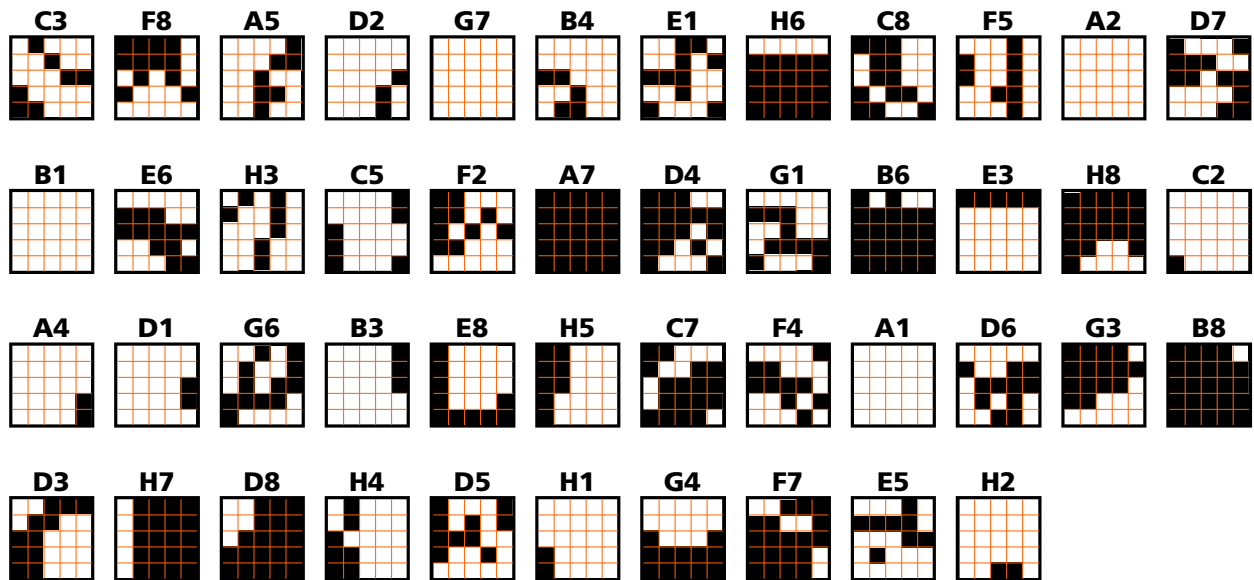 C3 F8 A5 D2 G7 B4 E1 H6 C8 F5 A2 D7
B1 E6 H3 C5 F2 A7 D4 G1 B6 E3 H8 C2
A4 D1 G6 B3 E8 H5 C7 F4 A1 D6 G3 B8
D3 H7 D8 H4 D5 H1 G4 F7 E5 H2